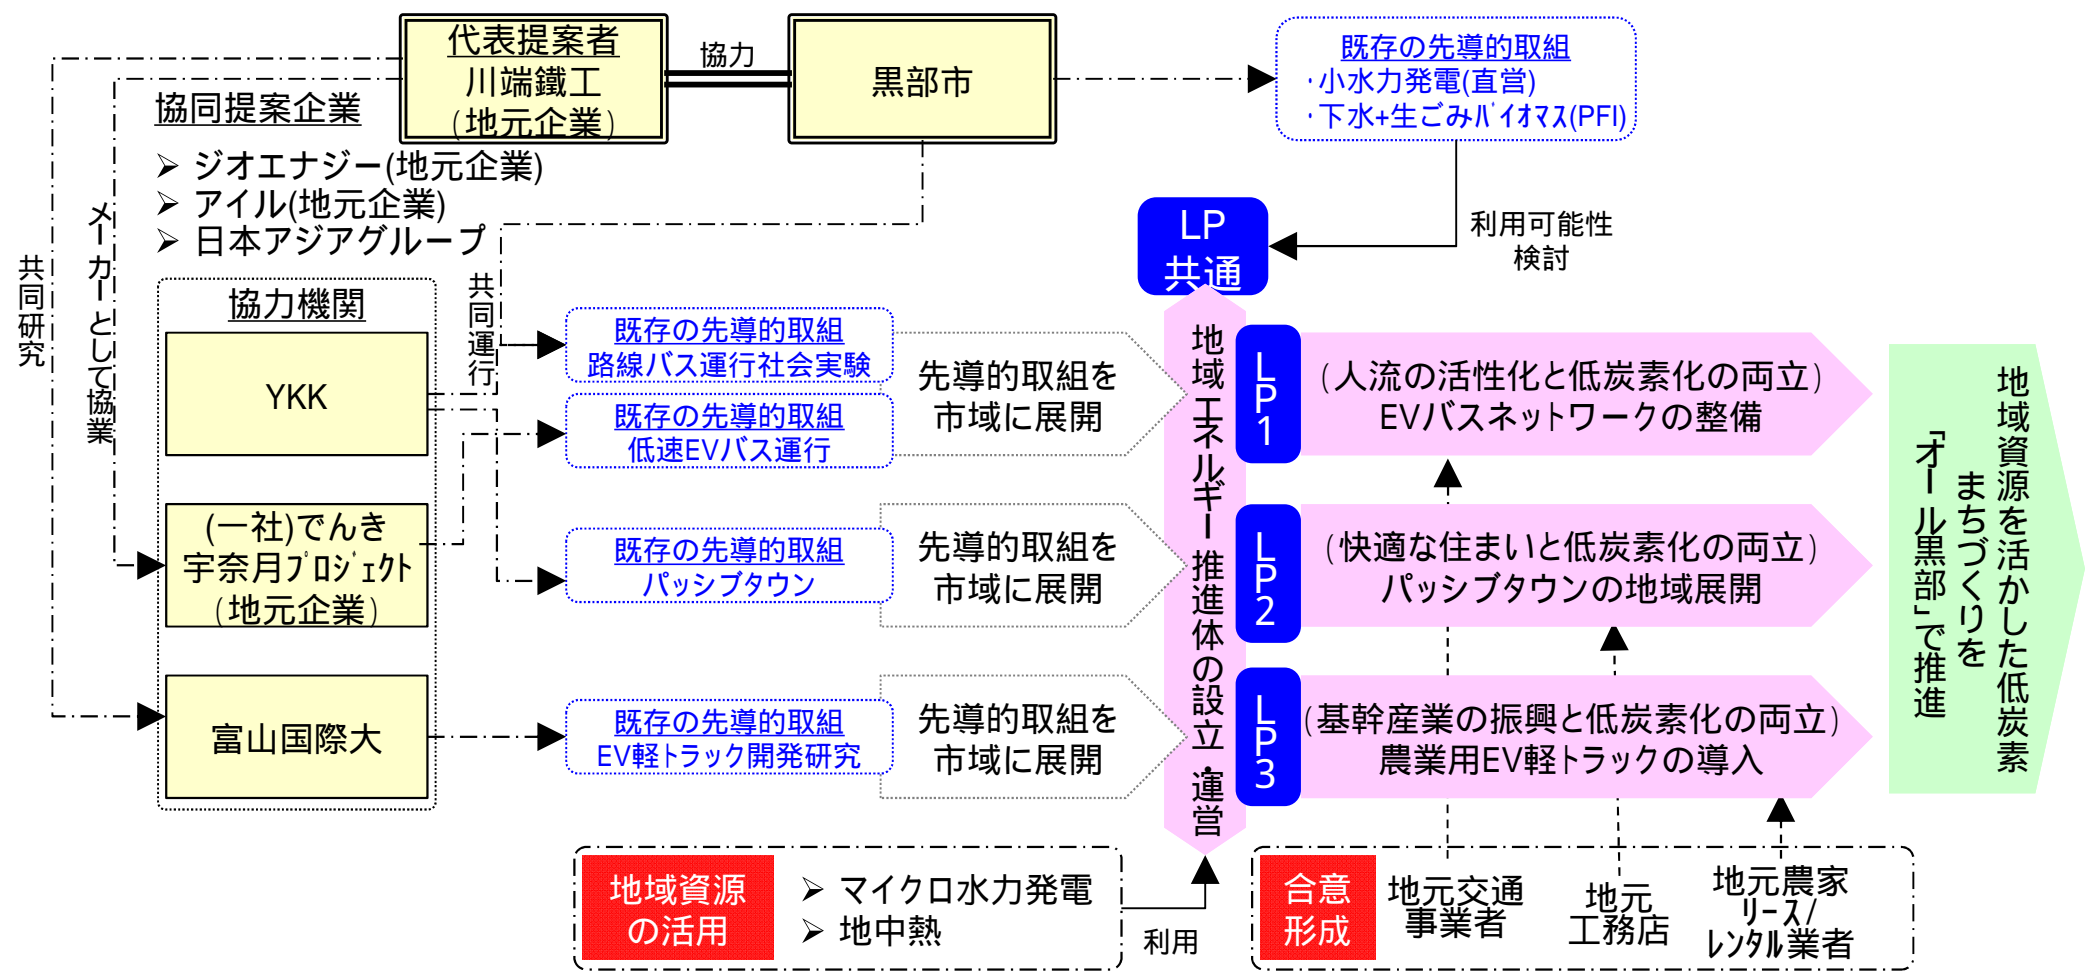 代表提案者
川端鐵工
(地元企業)
協力
黒部市
既存の先導的取組
・小水力発電(直営)
・下水+生ごみﾊﾞｲｵﾏｽ(PFI)
協同提案企業
➢ ジオエナジー(地元企業)
➢ アイル(地元企業)
➢ 日本アジアグループ
共同研究
メーカーとして協業
共同運行
LP
共通
利用可能性
検討
協力機関
YKK
(一社)でんき
宇奈月ﾌﾟﾛｼﾞｪｸﾄ
(地元企業)
富山国際大
既存の先導的取組
路線バス運行社会実験
既存の先導的取組
低速EVバス運行
既存の先導的取組
パッシブタウン
既存の先導的取組
EV軽トラック開発研究
先導的取組を
市域に展開
先導的取組を
市域に展開
先導的取組を
市域に展開
地域エネルギー推進体の設立・運営
LP1
(人流の活性化と低炭素化の両立)
EVバスネットワークの整備
LP2
(快適な住まいと低炭素化の両立)
パッシブタウンの地域展開
LP3
(基幹産業の振興と低炭素化の両立)
農業用EV軽トラックの導入
地域資源を活かした低炭素
まちづくりを
「オール黒部」で推進
地域資源
の活用
➢ マイクロ水力発電
➢ 地中熱
利用
合意
形成
地元交通
事業者
地元
工務店
地元農家
ﾘｰｽ/
ﾚﾝﾀﾙ業者